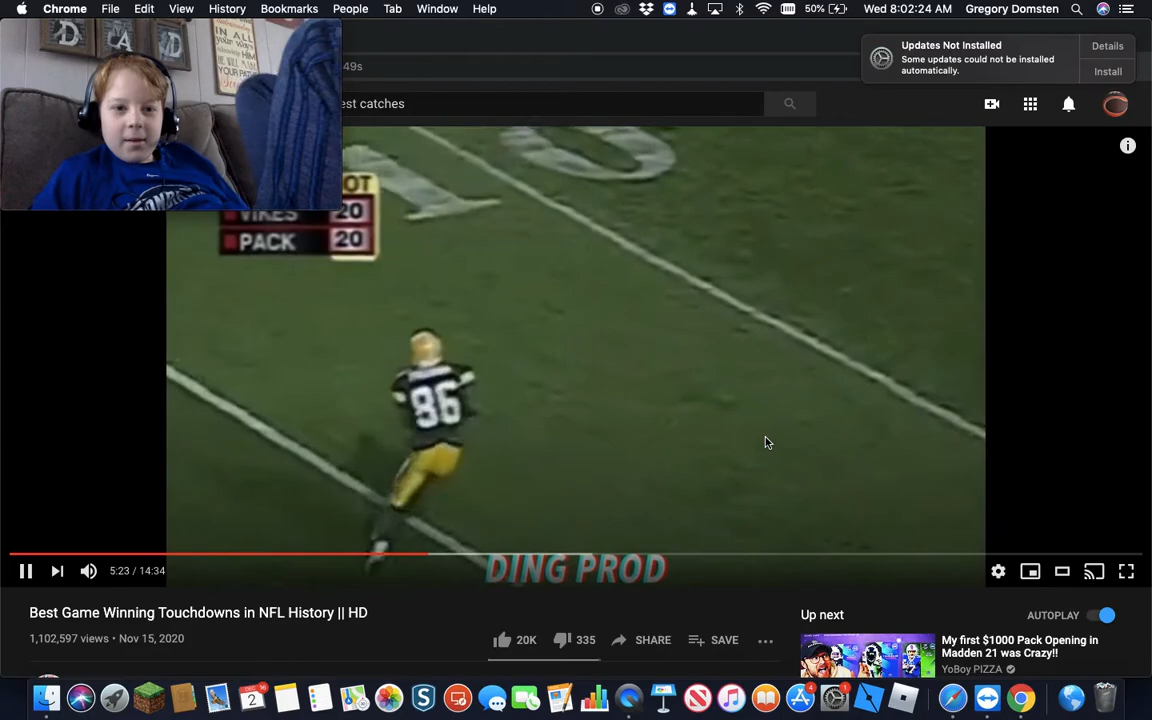 Chrome File Edit View History Bookmarks People Tab Window Help 50% Wed 8:02:24 AM Gregory Domsten
D A D
IN ALL
49s
Updates Not Installed
Some updates could not be installed
automatically.
Details
Install
est catches
OT
VIKES 20
PACK 20
86
DING PROD
5:23 / 14:34
Best Game Winning Touchdowns in NFL History || HD
1,102,597 views • Nov 15, 2020
20K 335 SHARE SAVE
Up next AUTOPLAY
My first $1000 Pack Opening in
Madden 21 was Crazy!!
YoBoy PIZZA
DEC
2